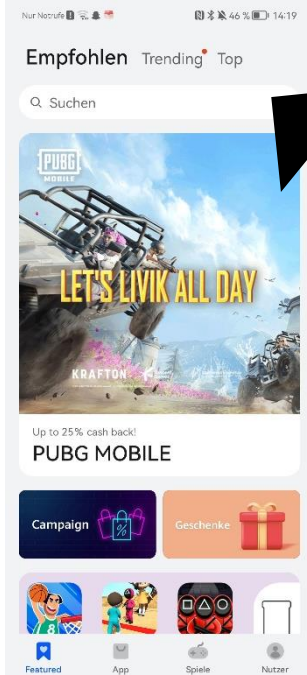 Nur Notrufe
46 %
14:19
Empfohlen Trending Top
Suchen
PUBG
MOBILE
LET'S LIVIK ALL DAY
KRAFTON
Up to 25% cash back!
PUBG MOBILE
Campaign
%
Geschenke
8
Featured App Spiele Nutzer